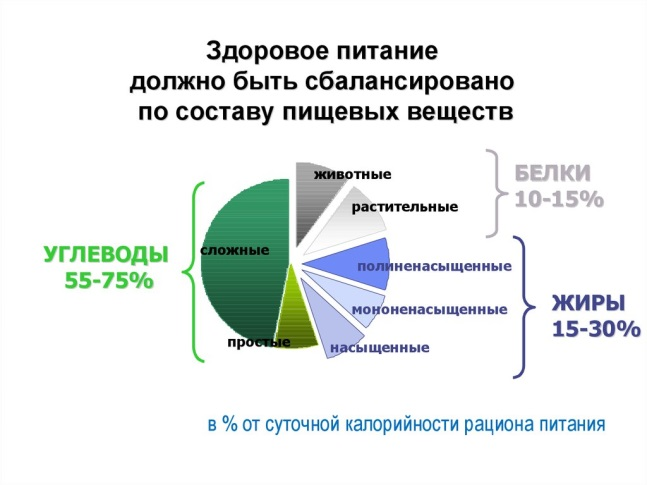 Здоровое питание
должно быть сбалансировано
по составу пищевых веществ
животные
растительные
БЕЛКИ
10-15%
УГЛЕВОДЫ
55-75%
сложные
простые
полиненасыщенные
мононенасыщенные
насыщенные
ЖИРЫ
15-30%
в % от суточной калорийности рациона питания